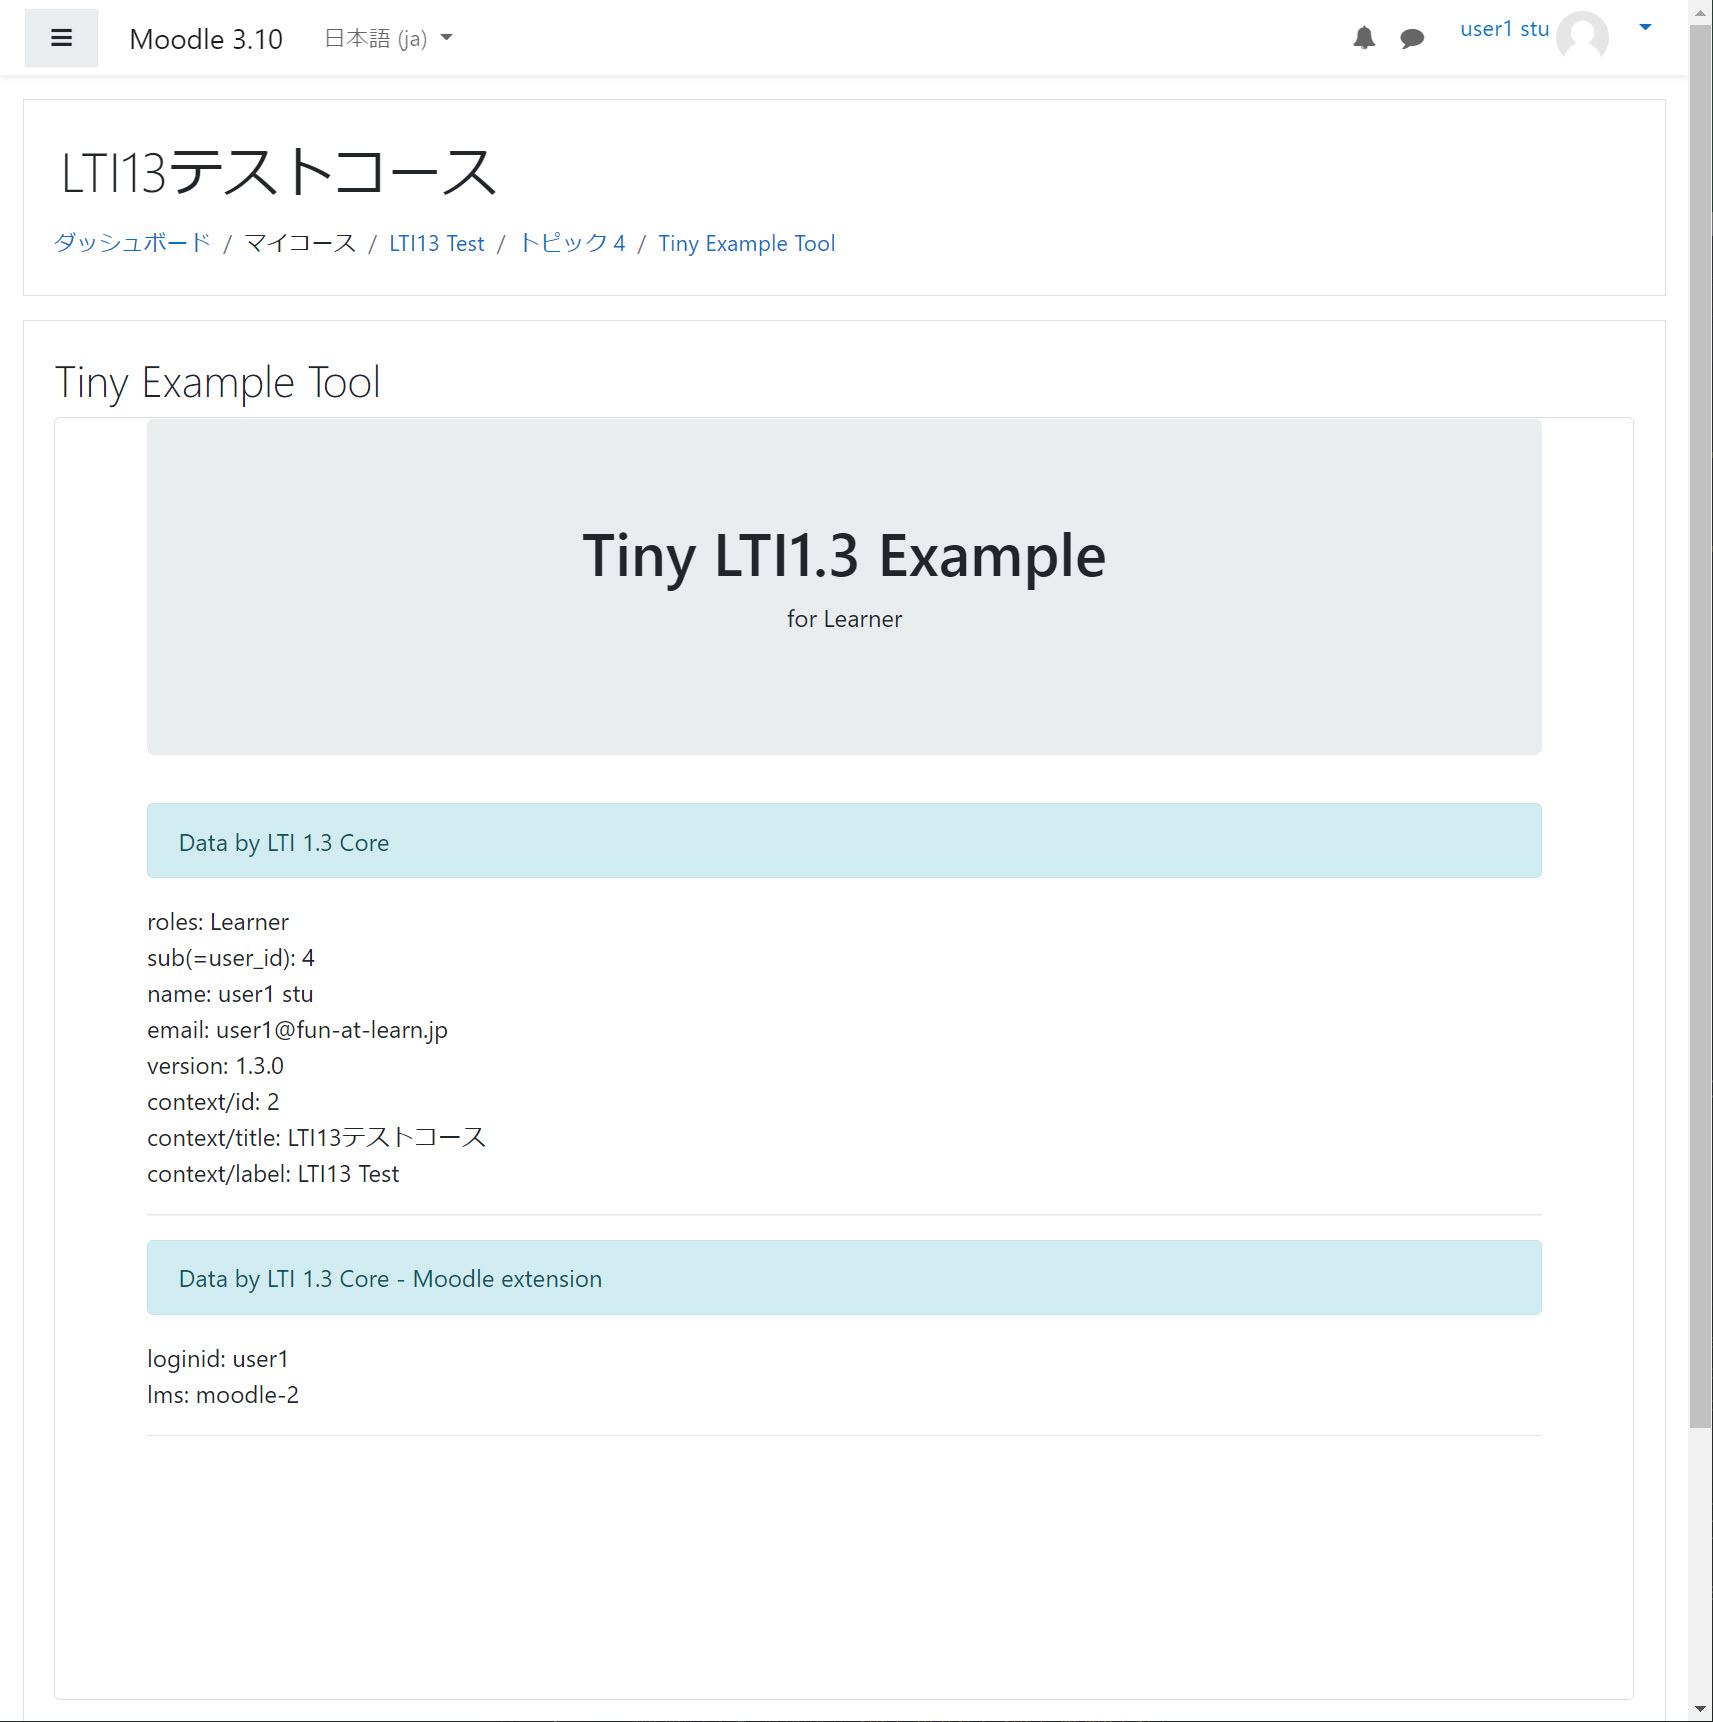 Moodle 3.10 日本語 (ja) user1 stu
LTI13テストコース
ダッシュボード / マイコース / LTI13 Test / トピック 4 / Tiny Example Tool
Tiny Example Tool
Tiny LTI1.3 Example
for Learner
Data by LTI 1.3 Core
roles: Learner
sub(=user_id): 4
name: user1 stu
email: user1@fun-at-learn.jp
version: 1.3.0
context/id: 2
context/title: LTI13テストコース
context/label: LTI13 Test
Data by LTI 1.3 Core - Moodle extension
loginid: user1
lms: moodle-2